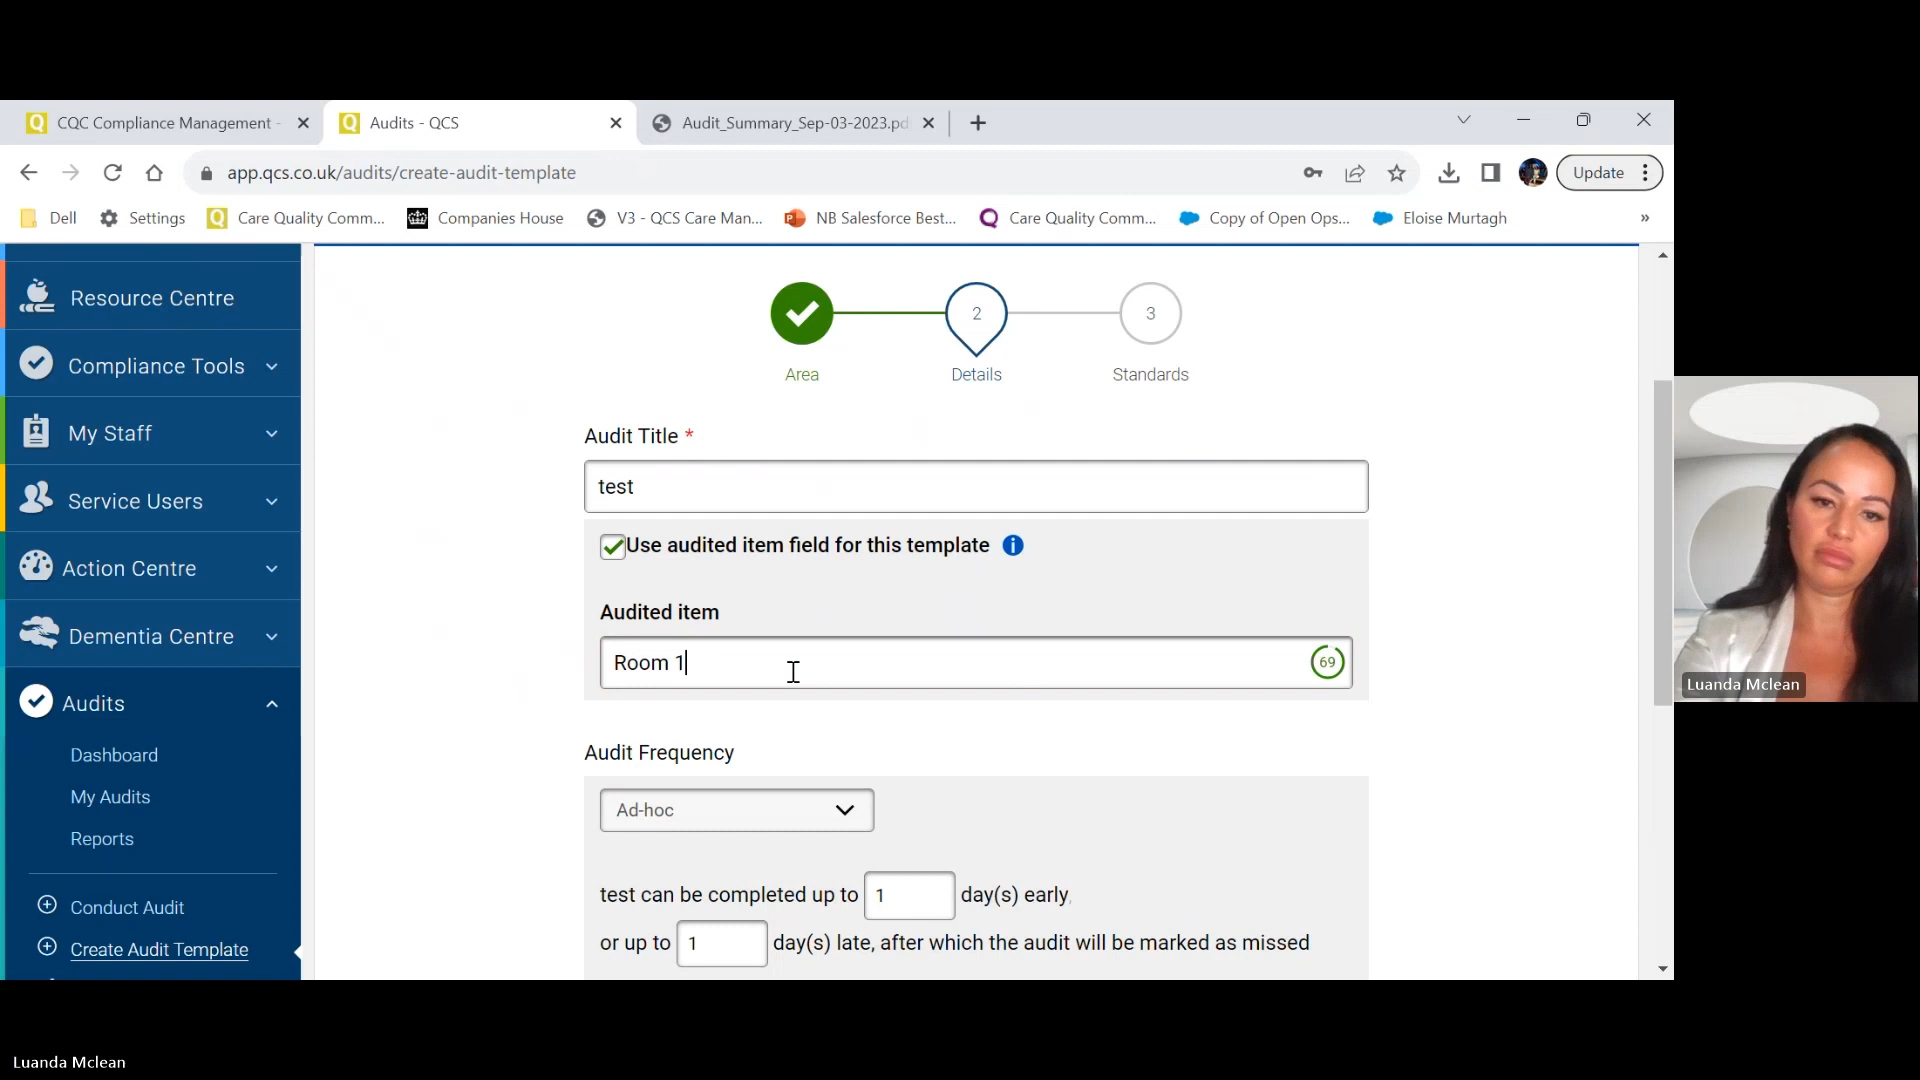 CQC Compliance Management -
Audits - QCS
Audit_Summary_Sep-03-2023.pd
app.qcs.co.uk/audits/create-audit-template
Update
Dell
Settings
Care Quality Comm...
Companies House
V3 - QCS Care Man...
NB Salesforce Best...
Care Quality Comm...
Copy of Open Ops...
Eloise Murtagh
»
Resource Centre
Compliance Tools
My Staff
Service Users
Action Centre
Dementia Centre
Audits
Dashboard
My Audits
Reports
Conduct Audit
Create Audit Template
2
3
Area
Details
Standards
Audit Title *
test
Use audited item field for this template
Audited item
Room 1
69
Audit Frequency
Ad-hoc
test can be completed up to 1 day(s) early,
or up to 1 day(s) late, after which the audit will be marked as missed
Luanda Mclean
Luanda Mclean